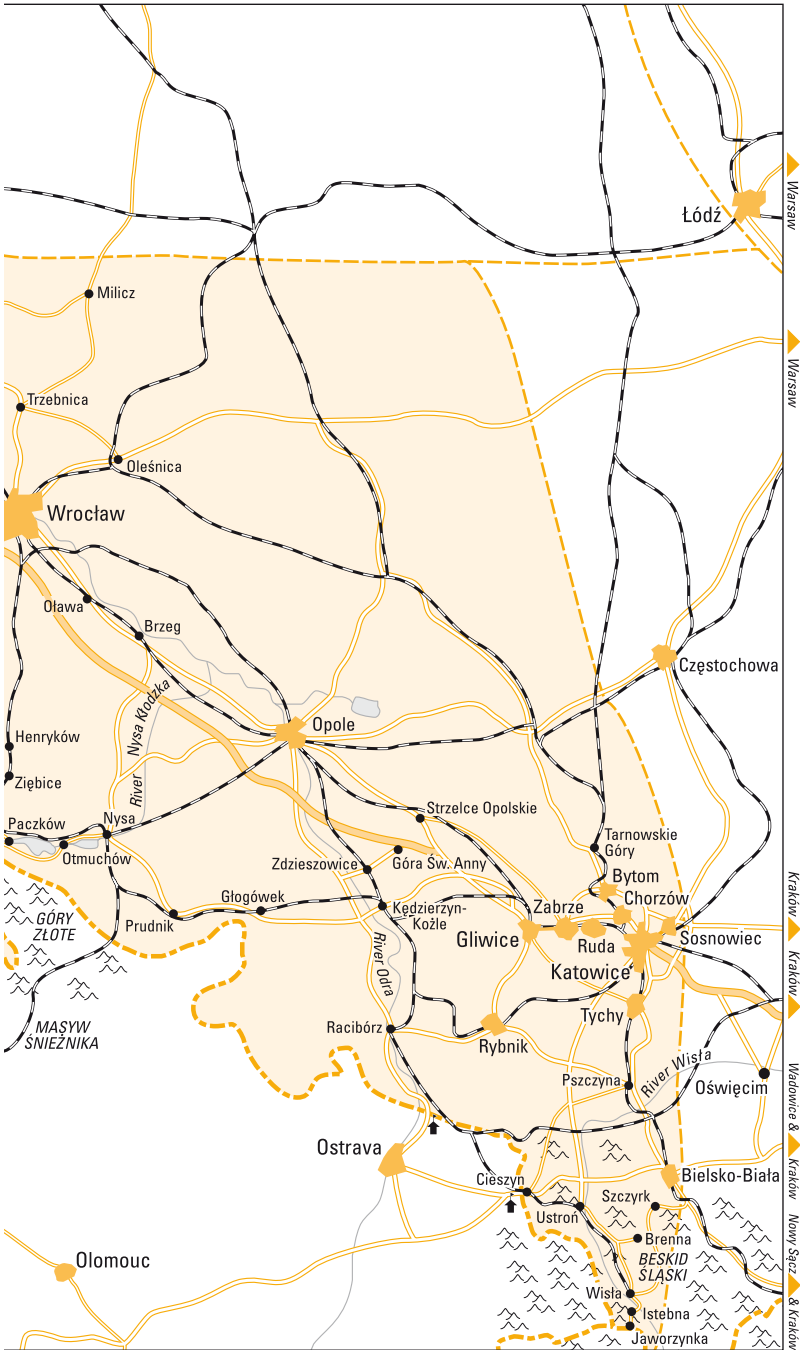 Warsaw
Łódź
Milicz
Warsaw
Trzebnica
Oleśnica
Wrocław
Oława
Brzeg
Częstochowa
River Nysa Kłodzka
Opole
Henryków
Ziębice
Strzelce Opolskie
Paczków
Nysa
Otmuchów
Tarnowskie
Góry
Zdzieszowice
Góra Św. Anny
Bytom
Głogówek
Kędzierzyn-
Koźle
Zabrze
Chorzów
Kraków
GÓRY
ZŁOTE
Prudnik
Gliwice
Ruda
Sosnowiec
Katowice
Kraków
River Odra
MASYW
ŚNIEŻNIKA
Racibórz
Rybnik
Tychy
Pszczyna
River Wisła
Oświęcim
Wadowice &
Kraków
Ostrava
Cieszyn
Bielsko-Biała
Szczyrk
Ustroń
Brenna
Nowy Sącz
& Kraków
Olomouc
BESKID
ŚLĄSKI
Wisła
Istebna
Jaworzynka